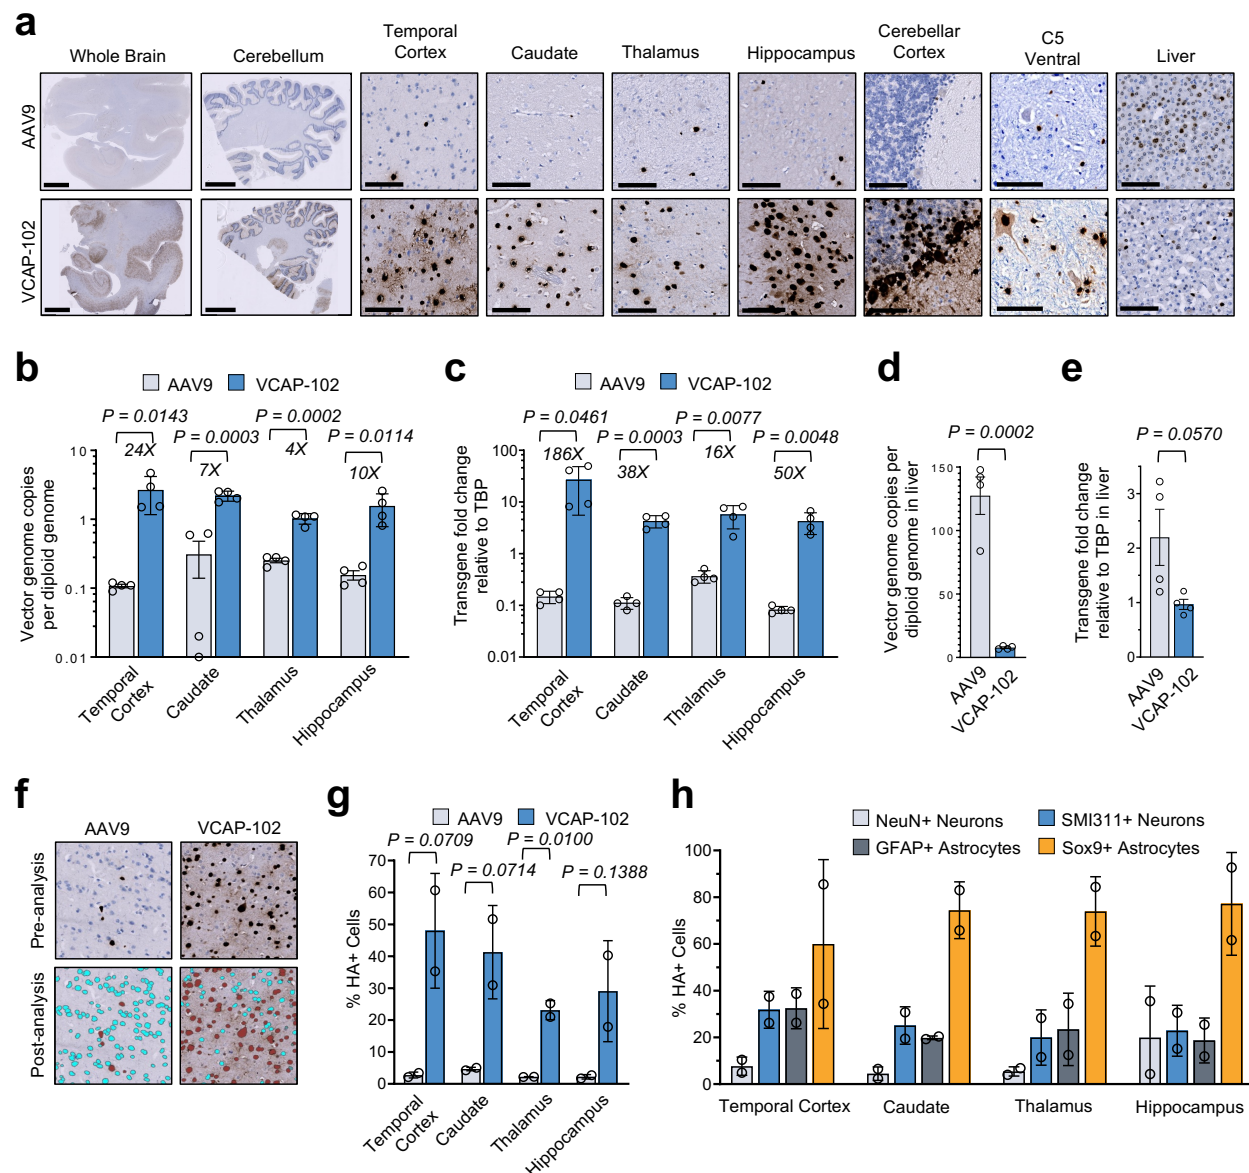 a
Whole Brain
Cerebellum
Temporal
Cortex
Caudate
Thalamus
Hippocampus
Cerebellar
Cortex
C5
Ventral
Liver
AAV9
VCAP-102
b
AAV9
VCAP-102
P = 0.0143
P = 0.0003
P = 0.0002
P = 0.0114
24X
7X
4X
10X
Vector genome copies
per diploid genome
10
1
0.1
0.01
Temporal
Cortex
Caudate
Thalamus
Hippocampus
c
AAV9
VCAP-102
P = 0.0461
P = 0.0003
P = 0.0077
P = 0.0048
186X
38X
16X
50X
Transgene fold change
relative to TBP
100
10
1
0.1
0.01
Temporal
Cortex
Caudate
Thalamus
Hippocampus
d
P = 0.0002
Vector genome copies per
diploid genome in liver
150
100
50
0
AAV9
VCAP-102
e
P = 0.0570
Transgene fold change
relative to TBP in liver
3
2
1
0
AAV9
VCAP-102
f
AAV9
VCAP-102
Pre-analysis
Post-analysis
g
AAV9
VCAP-102
P = 0.0709
P = 0.0714
P = 0.0100
P = 0.1388
% HA+ Cells
70
60
50
40
30
20
10
0
Temporal
Cortex
Caudate
Thalamus
Hippocampus
h
NeuN+ Neurons
SMI311+ Neurons
GFAP+ Astrocytes
Sox9+ Astrocytes
% HA+ Cells
100
80
60
40
20
0
Temporal Cortex
Caudate
Thalamus
Hippocampus